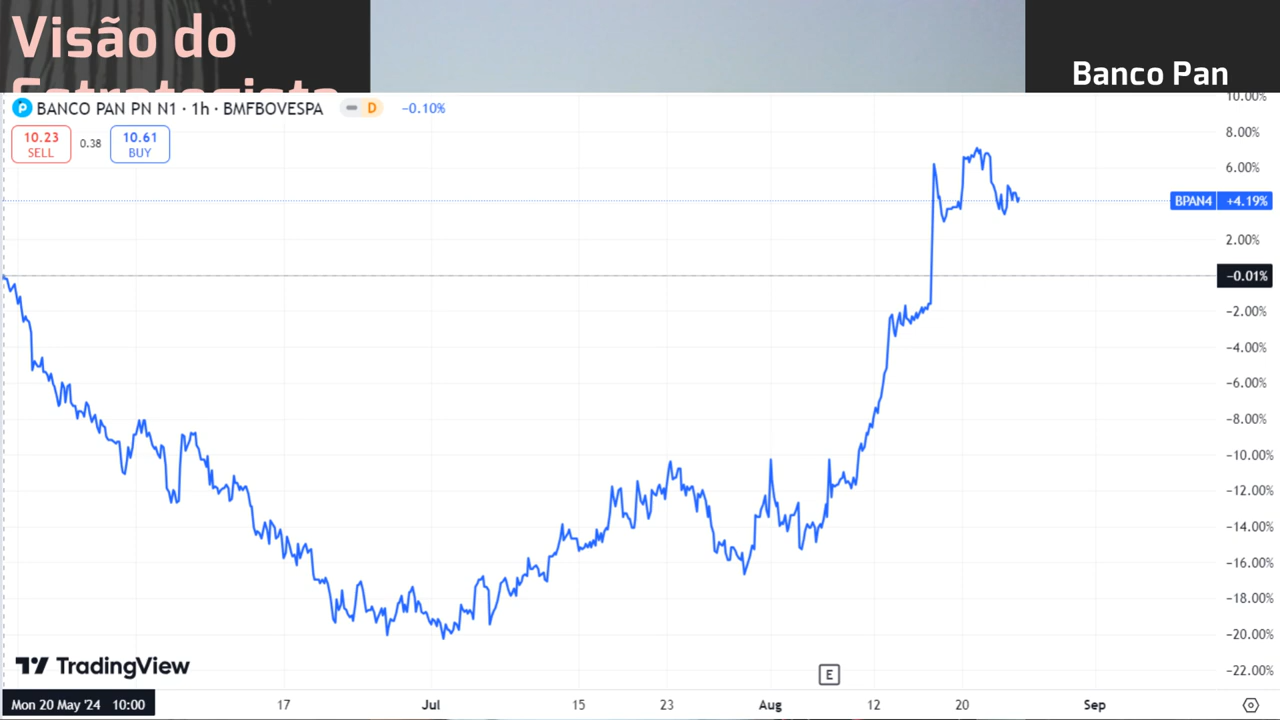 Visão do
Estrategista
Banco Pan
BANCO PAN PN N1 · 1h · BMFBOVESPA D −0.10%
10.23
SELL
0.38
10.61
BUY
10.00%
8.00%
6.00%
BPAN4 +4.19%
2.00%
−0.01%
−2.00%
−4.00%
−6.00%
−8.00%
−10.00%
−12.00%
−14.00%
−16.00%
−18.00%
−20.00%
−22.00%
E
TradingView
Mon 20 May '24 10:00 17 Jul 15 23 Aug 12 20 Sep